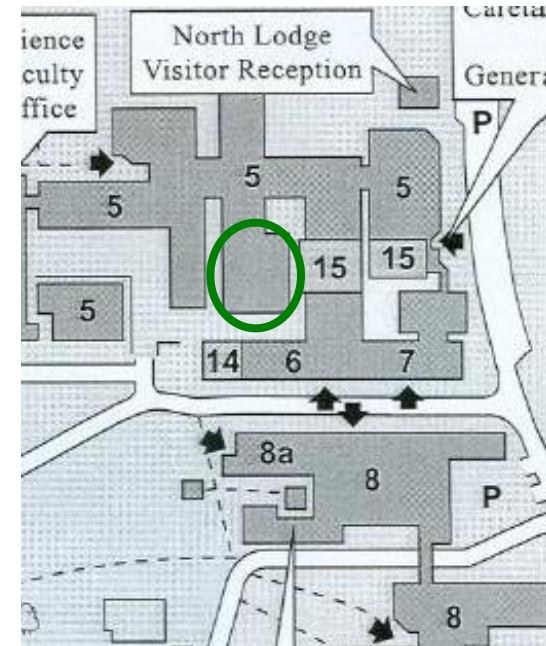 ience
culty
ffice
North Lodge
Visitor Reception
Genera
P
5
5
5
15
15
5
14
6
7
8a
8
P
8